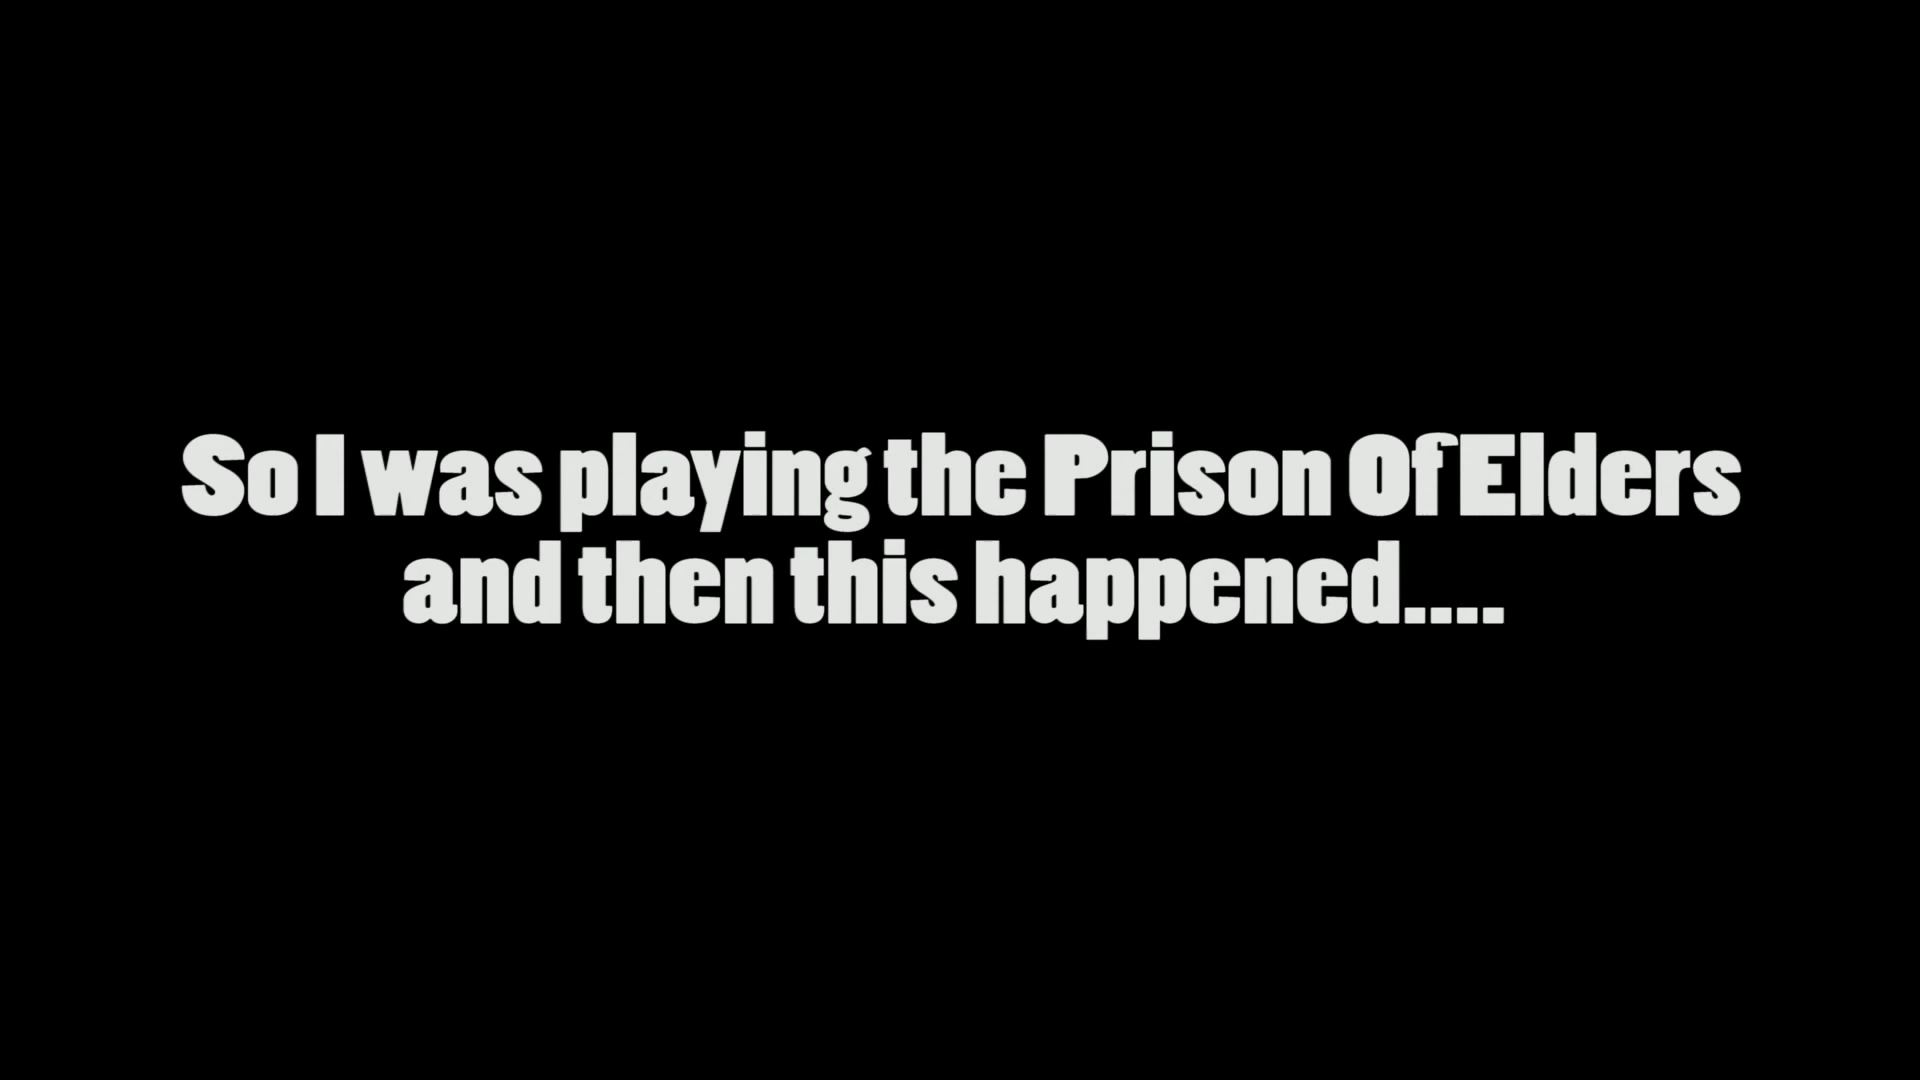 So I was playing the Prison Of Elders
and then this happened....